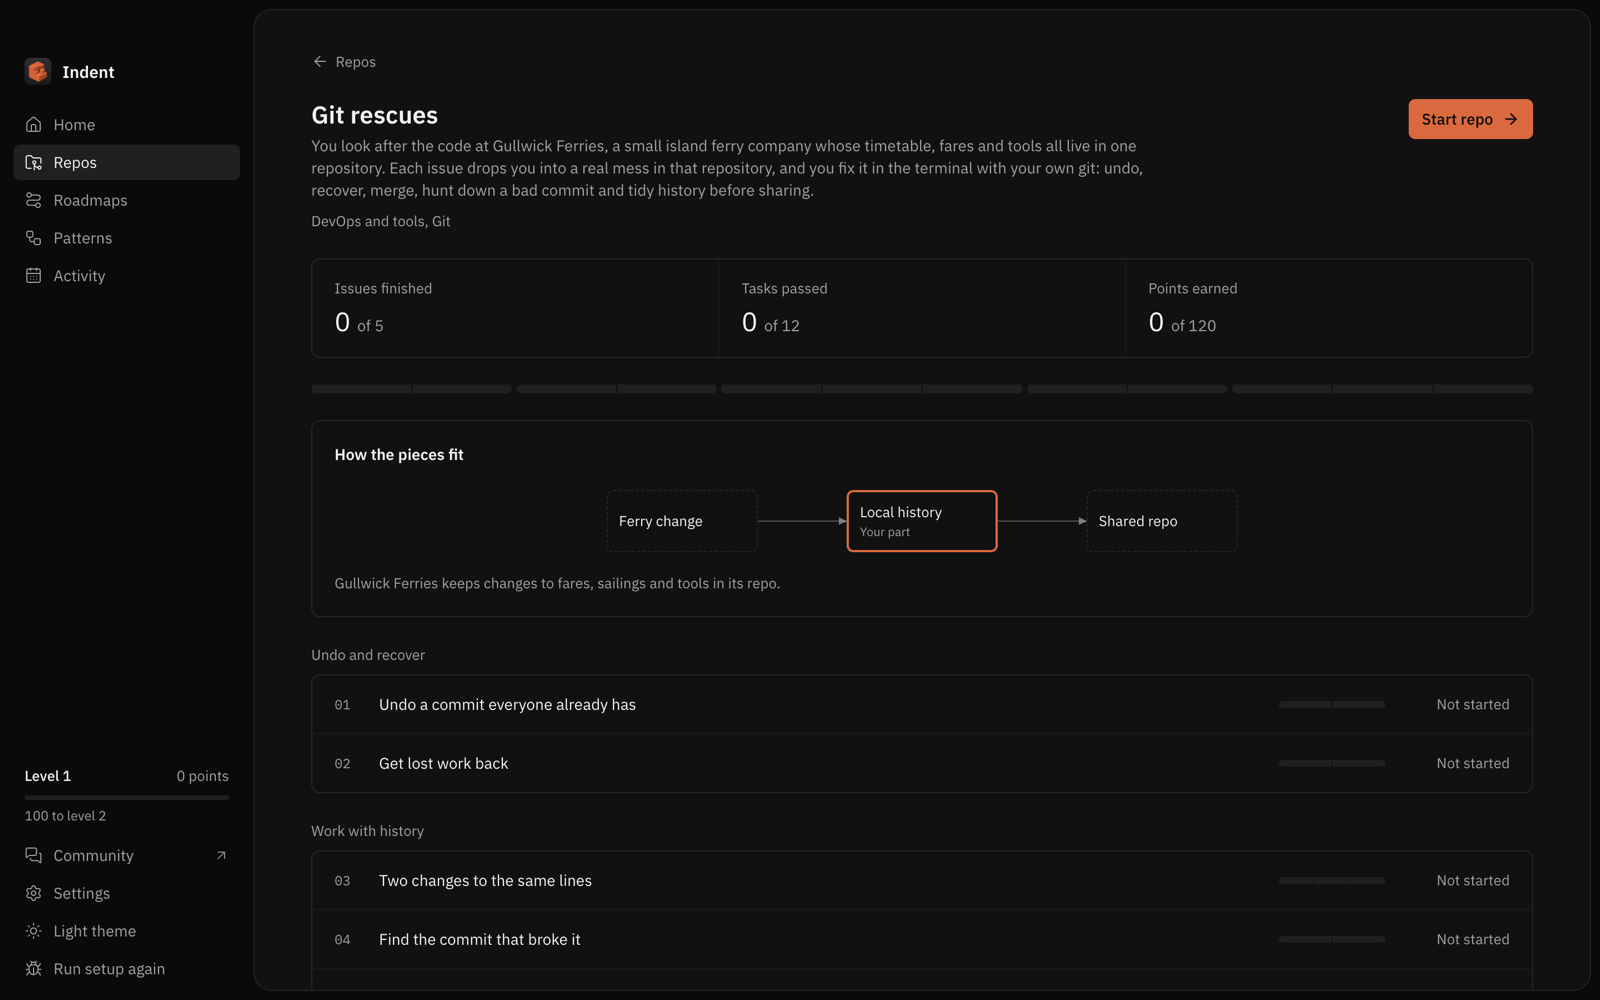 Indent
Home
Repos
Roadmaps
Patterns
Activity
Level 1
0 points
100 to level 2
Community
Settings
Light theme
Run setup again
Repos
Git rescues
Start repo
You look after the code at Gullwick Ferries, a small island ferry company whose timetable, fares and tools all live in one
repository. Each issue drops you into a real mess in that repository, and you fix it in the terminal with your own git: undo,
recover, merge, hunt down a bad commit and tidy history before sharing.
DevOps and tools, Git
Issues finished
0 of 5
Tasks passed
0 of 12
Points earned
0 of 120
How the pieces fit
Ferry change
Local history
Your part
Shared repo
Gullwick Ferries keeps changes to fares, sailings and tools in its repo.
Undo and recover
01 Undo a commit everyone already has Not started
02 Get lost work back Not started
Work with history
03 Two changes to the same lines Not started
04 Find the commit that broke it Not started